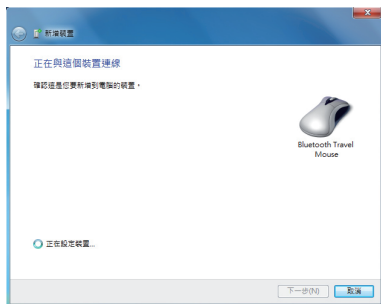 新增裝置
正在與這個裝置連線
確認這是您要新增到電腦的裝置，
Bluetooth Travel
Mouse
正在設定裝置...
下一步(N)
取消